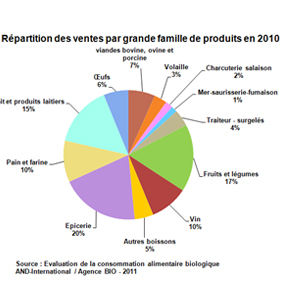 Répartition des ventes par grande famille de produits en 2010
viandes bovine, ovine et
porcine
7%
Volaille
3%
Charcuterie salaison
2%
Mer-saurisserie-fumaison
1%
Traiteur - surgelés
4%
Fruits et légumes
17%
Vin
10%
Autres boissons
5%
Epicerie
20%
Pain et farine
10%
it et produits laitiers
15%
Œufs
6%
Source : Evaluation de la consommation alimentaire biologique
AND-International / Agence BIO - 2011